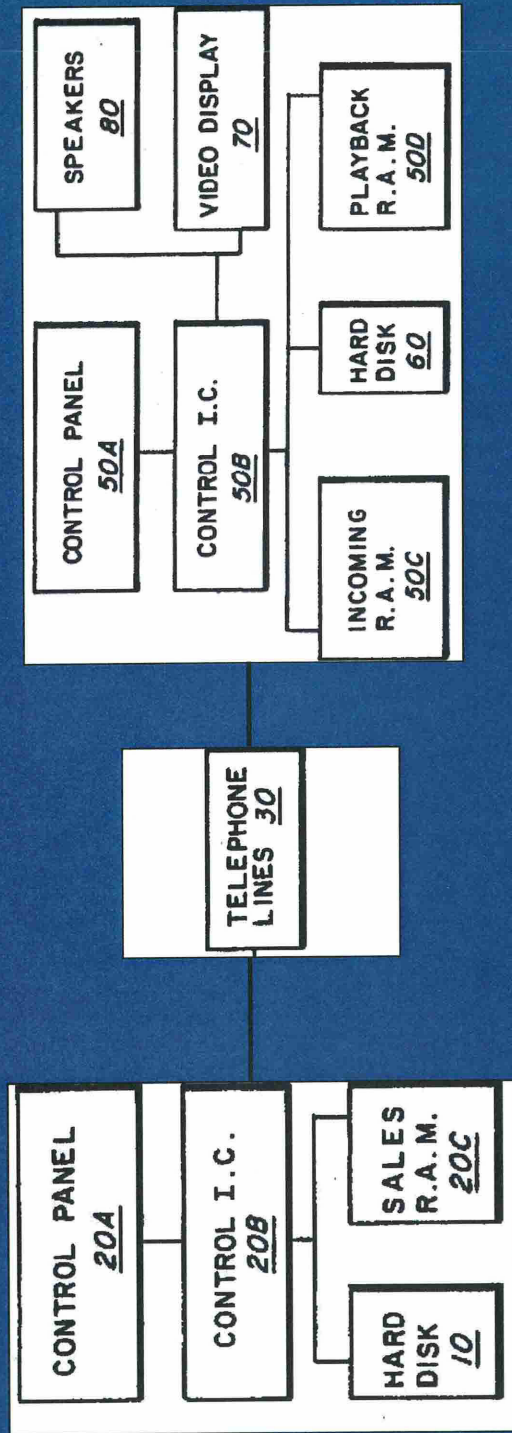 CONTROL PANEL
20A
CONTROL I.C.
20B
HARD
DISK
10
SALES
R.A.M.
20C
TELEPHONE
LINES 30
CONTROL PANEL
50A
CONTROL I.C.
50B
SPEAKERS
80
VIDEO DISPLAY
70
INCOMING
R.A.M.
50C
HARD
DISK
60
PLAYBACK
R.A.M.
50D